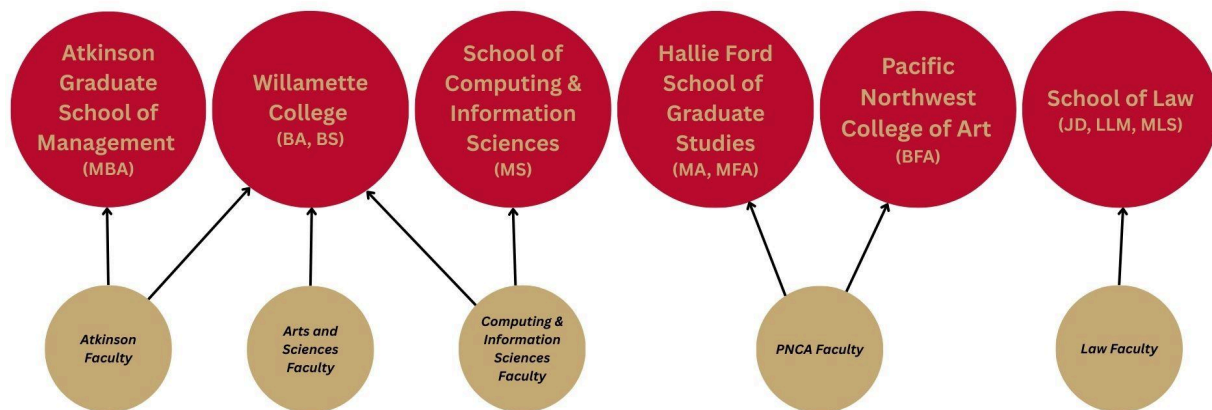 Atkinson
Graduate
School of
Management
(MBA)
Willamette
College
(BA, BS)
School of
Computing &
Information
Sciences
(MS)
Hallie Ford
School of
Graduate
Studies
(MA, MFA)
Pacific
Northwest
College of Art
(BFA)
School of Law
(JD, LLM, MLS)
Atkinson
Faculty
Arts and
Sciences
Faculty
Computing &
Information
Sciences
Faculty
PNCA Faculty
Law Faculty